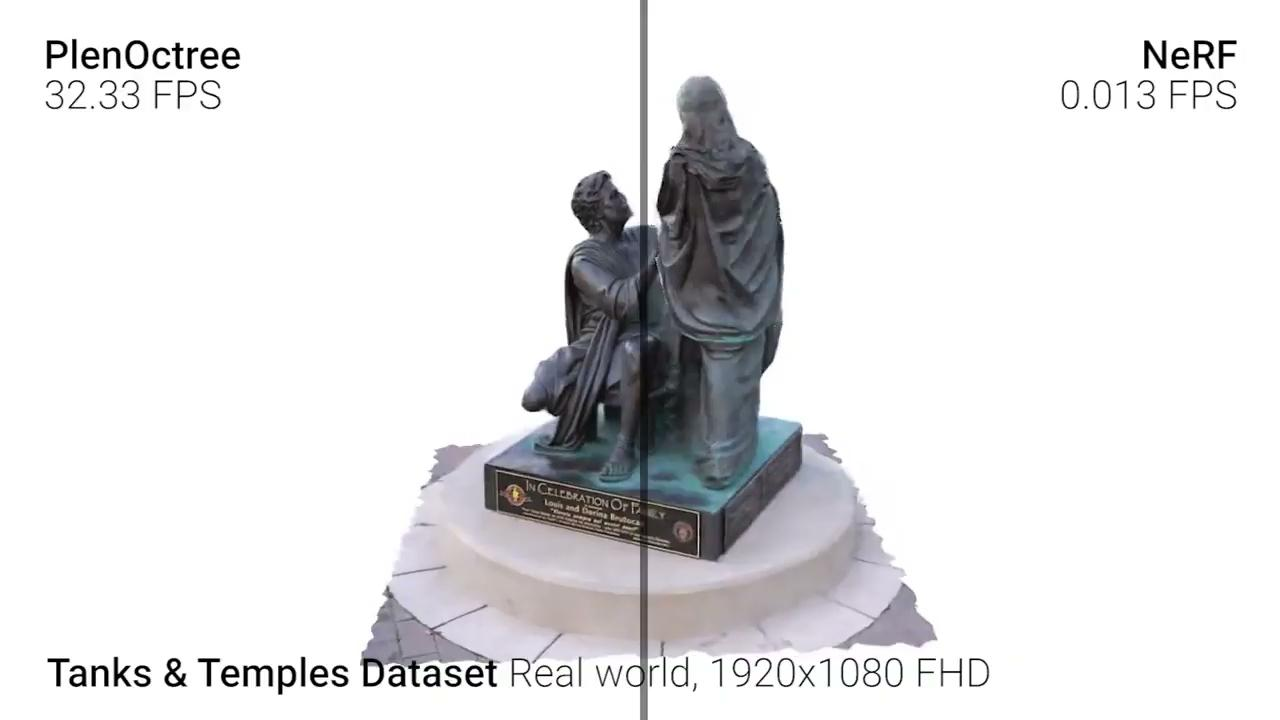 PlenOctree
32.33 FPS
NeRF
0.013 FPS
IN CELEBRATION OF FAMILY
Louis and Dorina Brutoca
Tanks & Temples Dataset Real world, 1920x1080 FHD